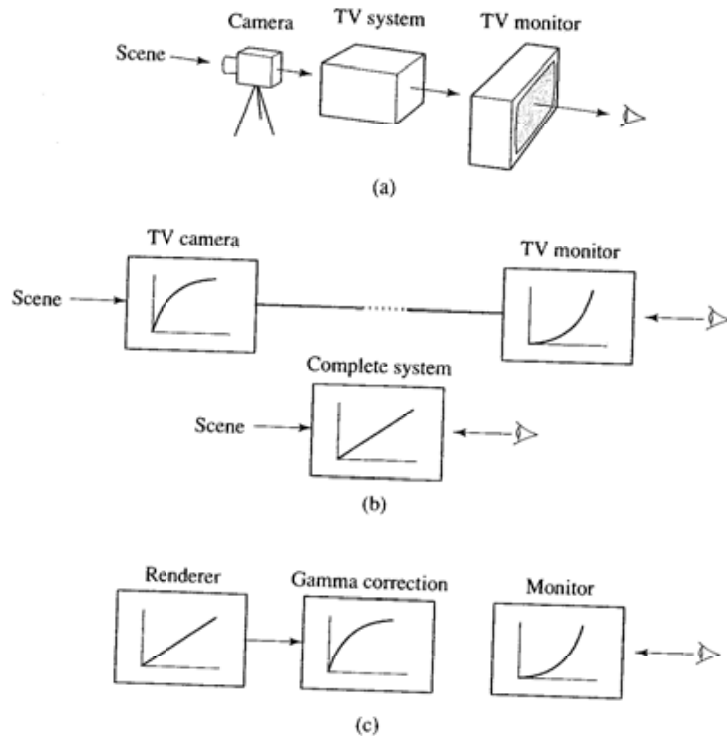 Camera
TV system
TV monitor
Scene
(a)
TV camera
TV monitor
Scene
Complete system
Scene
(b)
Renderer
Gamma correction
Monitor
(c)